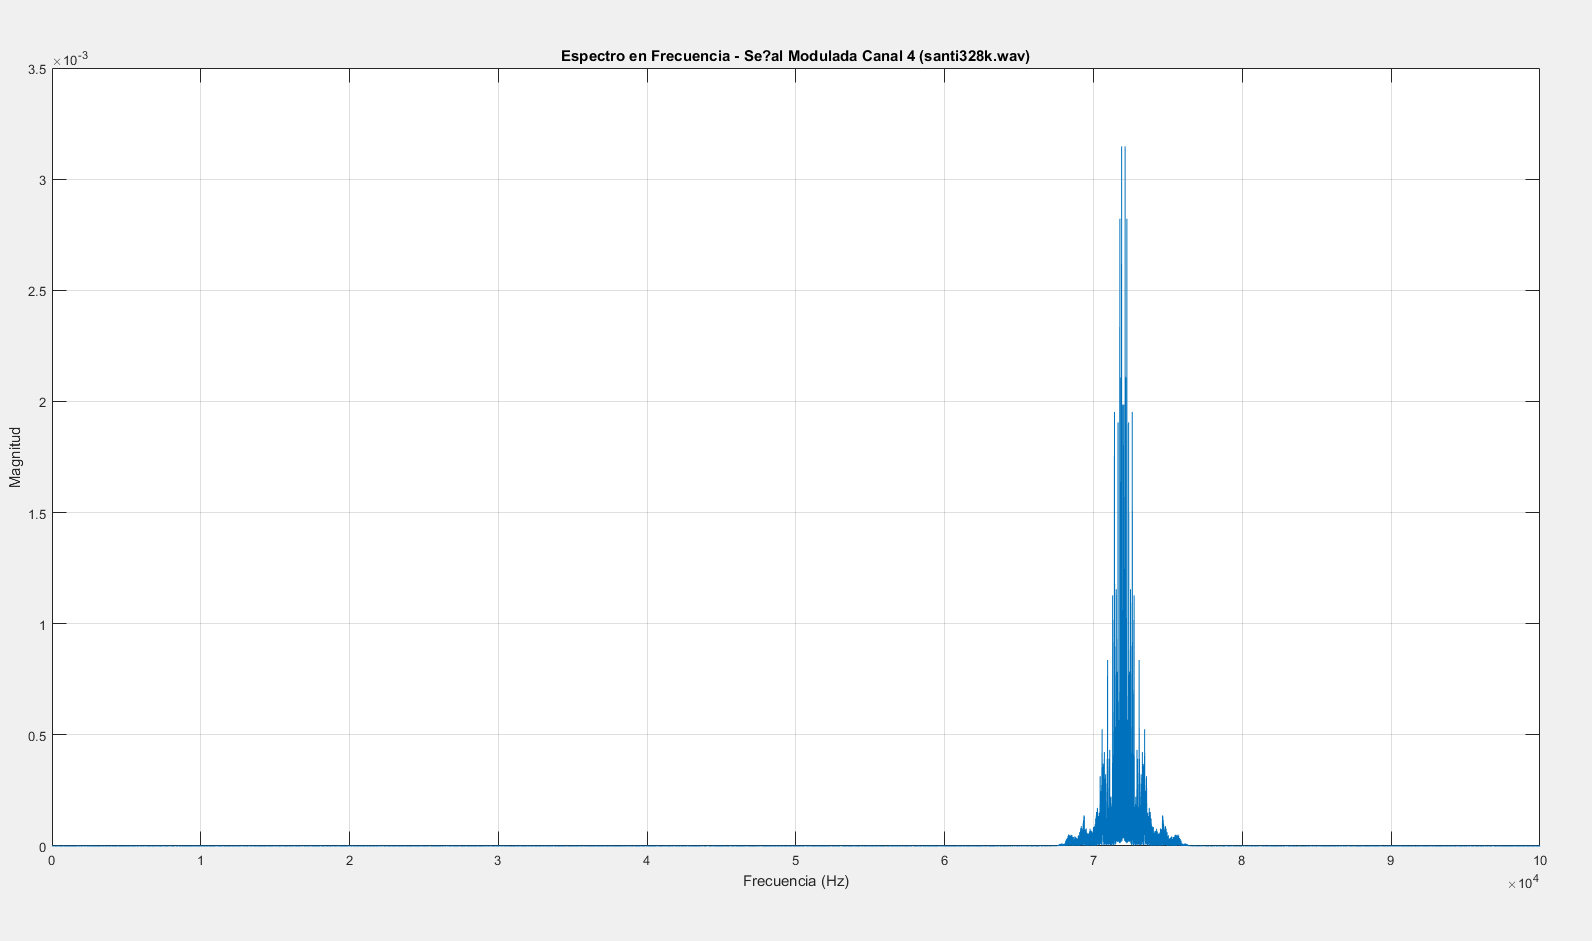 Espectro en Frecuencia - Se?al Modulada Canal 4 (santi328k.wav)
×10-3
3.5
3
2.5
2
1.5
1
0.5
0
Magnitud
0 1 2 3 4 5 6 7 8 9 10
Frecuencia (Hz)
×104